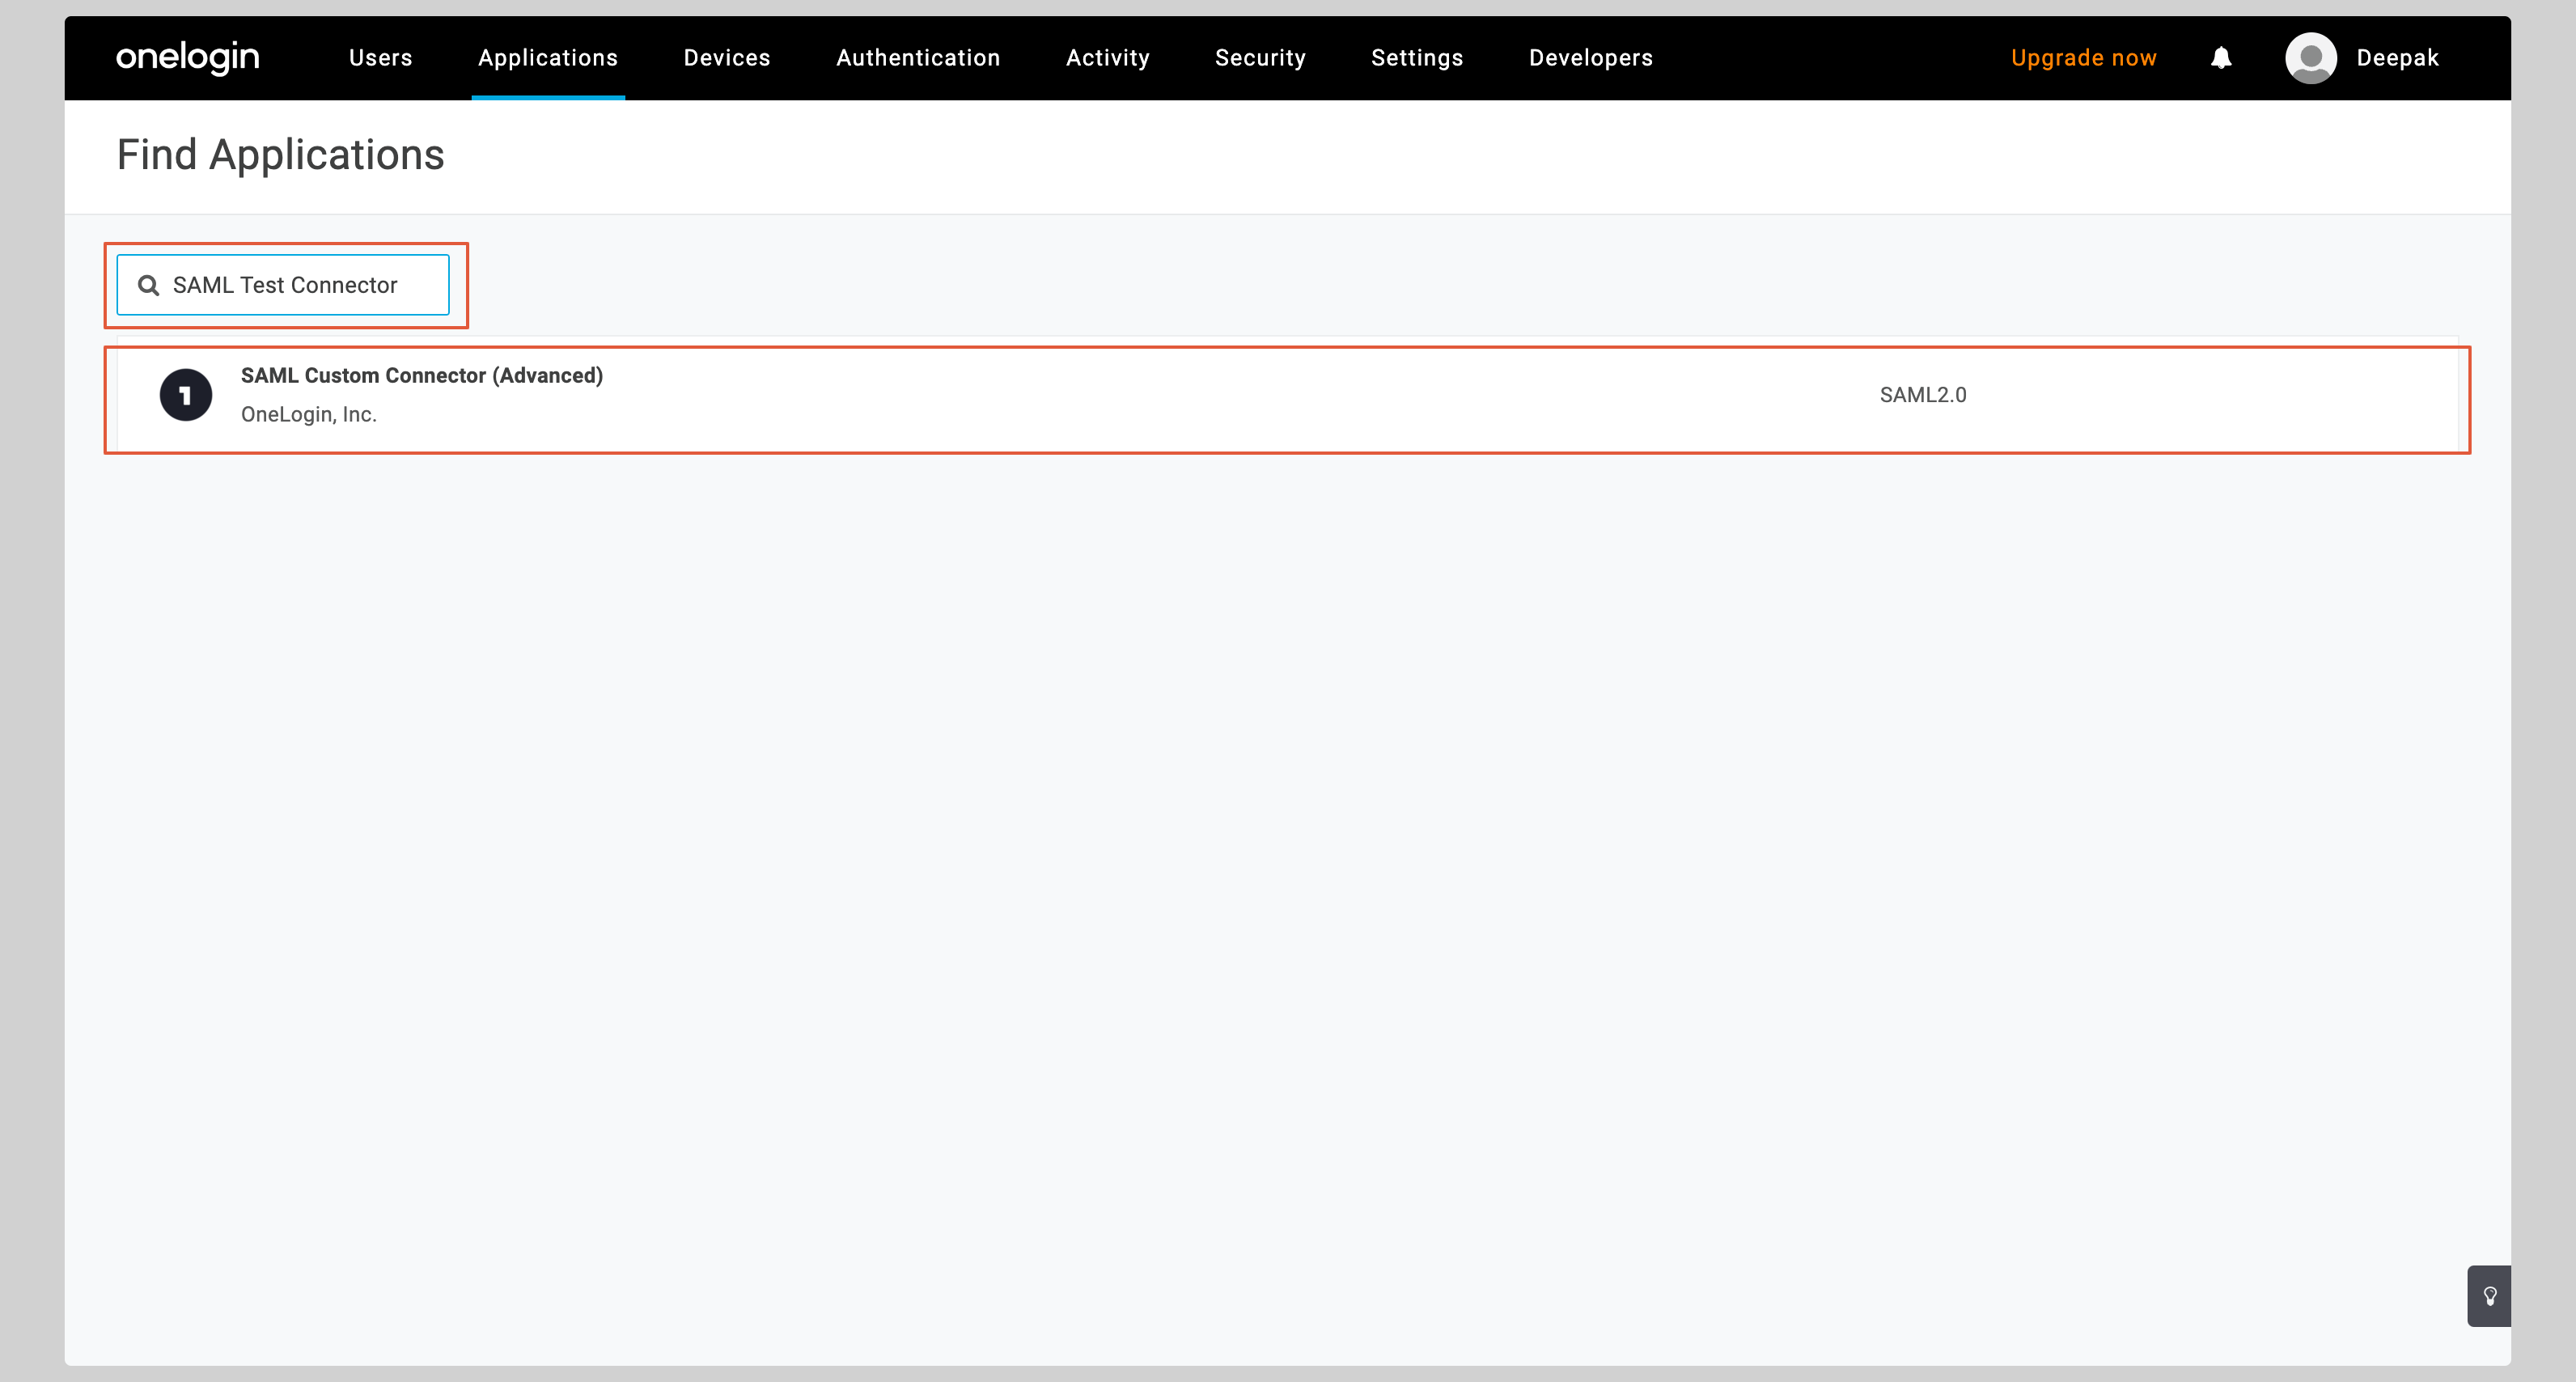 onelogin Users Applications Devices Authentication Activity Security Settings Developers Upgrade now Deepak
Find Applications
SAML Test Connector
1 SAML Custom Connector (Advanced) SAML2.0
OneLogin, Inc.